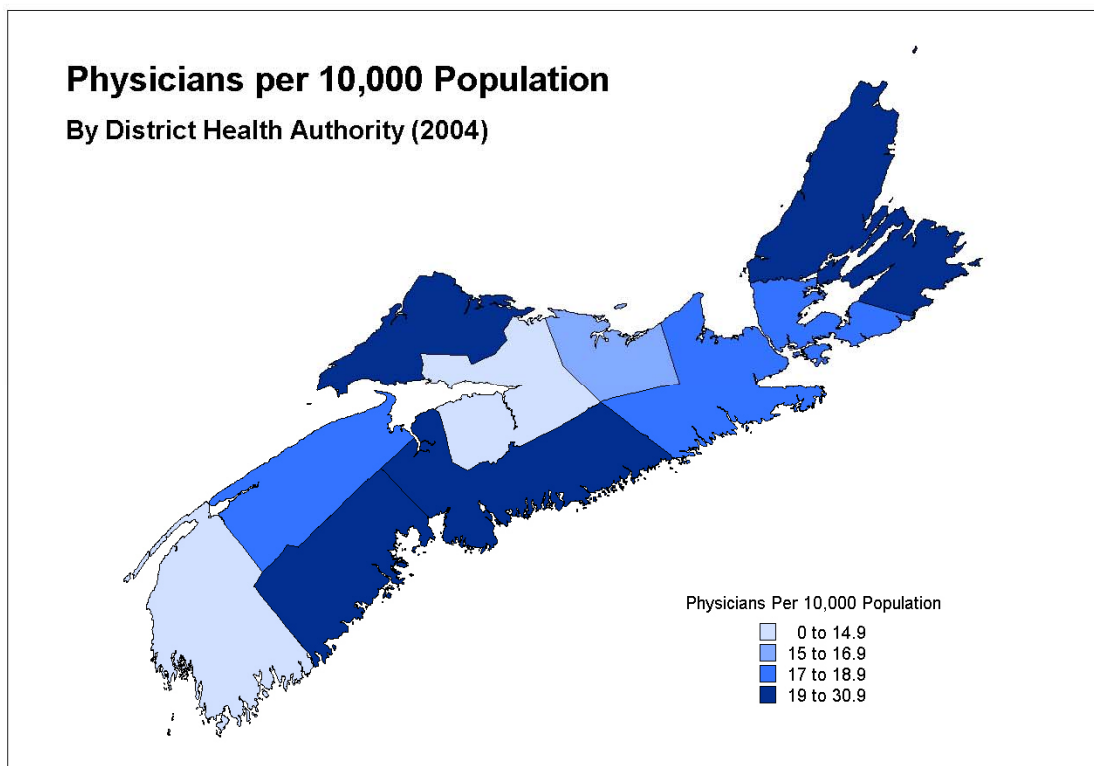 Physicians per 10,000 Population
By District Health Authority (2004)
Physicians Per 10,000 Population
0 to 14.9
15 to 16.9
17 to 18.9
19 to 30.9